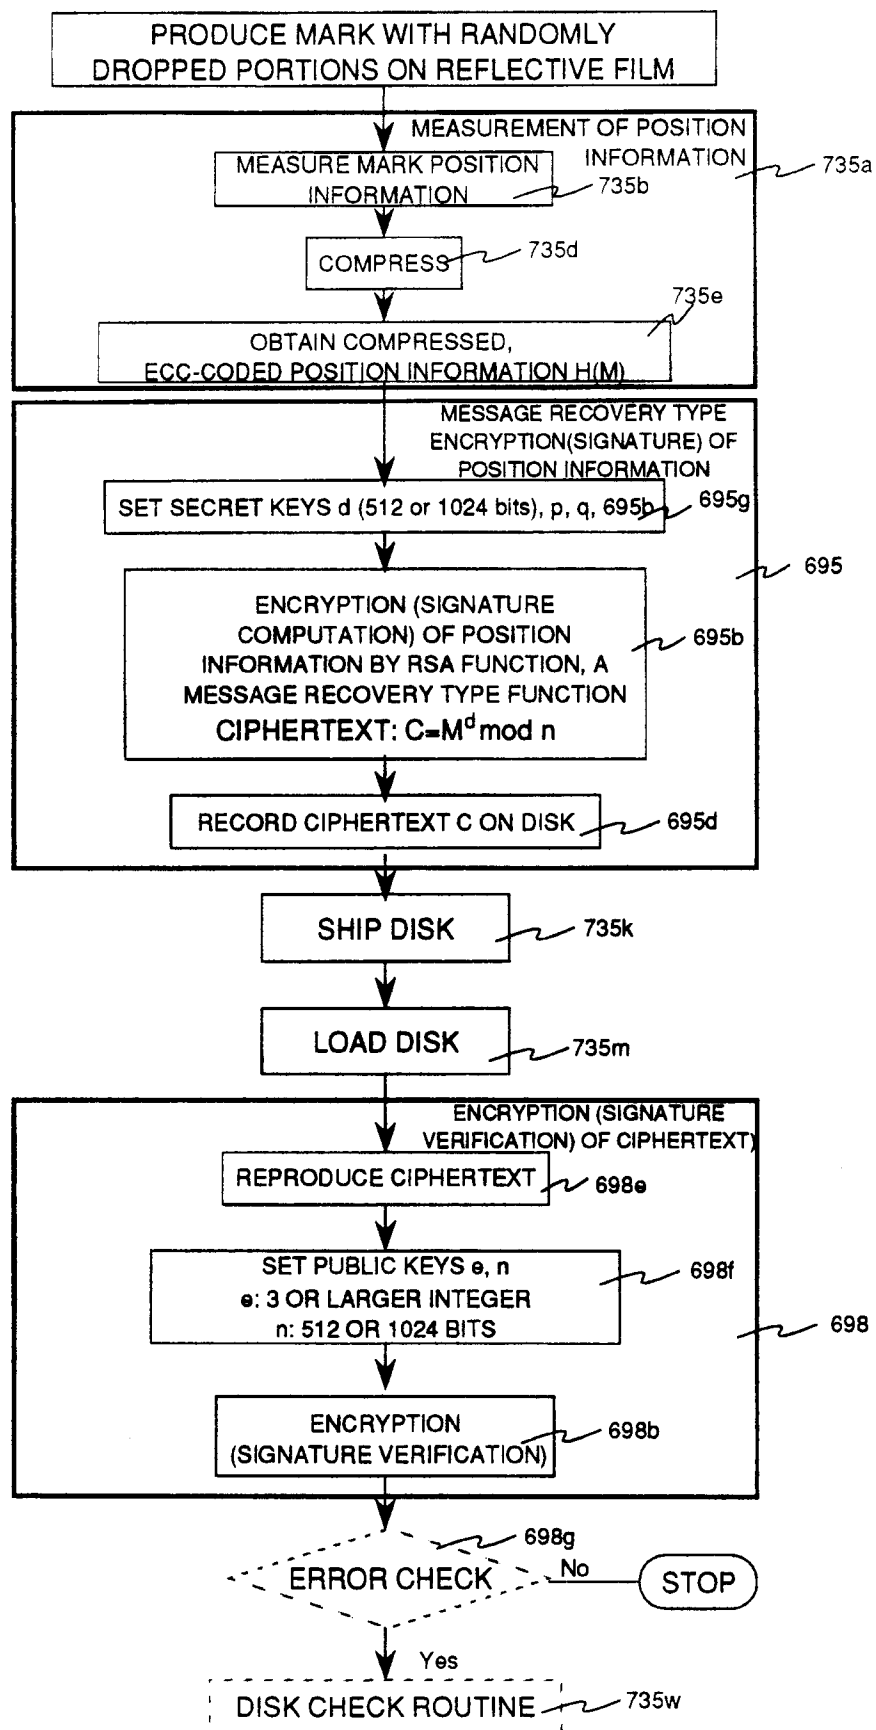 PRODUCE MARK WITH RANDOMLY
DROPPED PORTIONS ON REFLECTIVE FILM
MEASUREMENT OF POSITION
INFORMATION
735a
MEASURE MARK POSITION
INFORMATION
735b
COMPRESS
735d
735e
OBTAIN COMPRESSED,
ECC-CODED POSITION INFORMATION H(M)
MESSAGE RECOVERY TYPE
ENCRYPTION(SIGNATURE) OF
POSITION INFORMATION
SET SECRET KEYS d (512 or 1024 bits), p, q, 695b
695g
695
ENCRYPTION (SIGNATURE
COMPUTATION) OF POSITION
INFORMATION BY RSA FUNCTION, A
MESSAGE RECOVERY TYPE FUNCTION
CIPHERTEXT: C=M^d mod n
695b
RECORD CIPHERTEXT C ON DISK
695d
SHIP DISK
735k
LOAD DISK
735m
ENCRYPTION (SIGNATURE
VERIFICATION) OF CIPHERTEXT)
REPRODUCE CIPHERTEXT
698e
SET PUBLIC KEYS e, n
e: 3 OR LARGER INTEGER
n: 512 OR 1024 BITS
698f
698
ENCRYPTION
(SIGNATURE VERIFICATION)
698b
698g
ERROR CHECK
No
STOP
Yes
DISK CHECK ROUTINE
735w